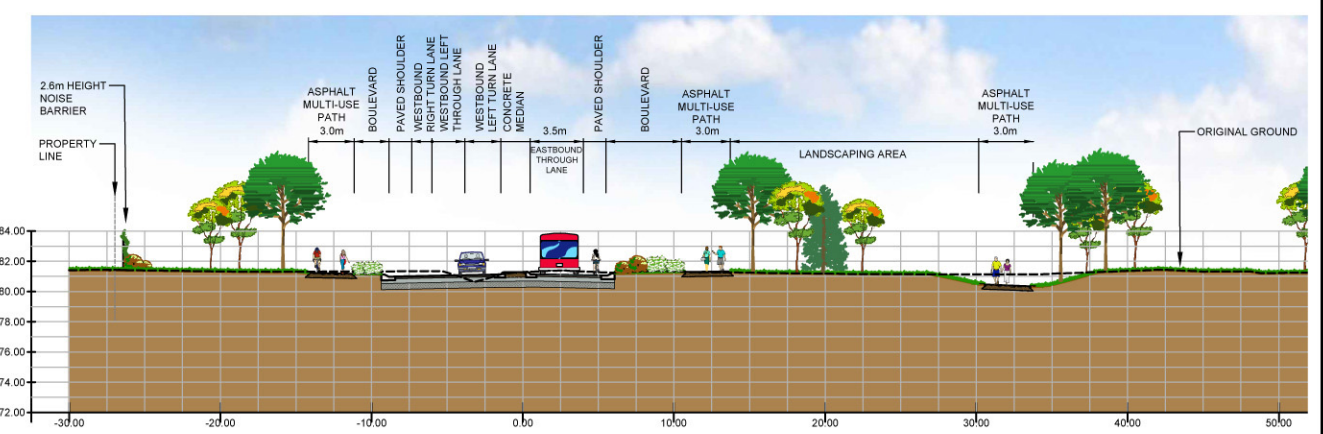 2.6m HEIGHT
NOISE
BARRIER
PROPERTY
LINE
ASPHALT
MULTI-USE
PATH
3.0m
BOULEVARD
PAVED SHOULDER
WESTBOUND
RIGHT TURN LANE
WESTBOUND LEFT
THROUGH LANE
WESTBOUND
LEFT TURN LANE
CONCRETE
MEDIAN
3.5m
EASTBOUND
THROUGH
LANE
PAVED SHOULDER
BOULEVARD
ASPHALT
MULTI-USE
PATH
3.0m
LANDSCAPING AREA
ASPHALT
MULTI-USE
PATH
3.0m
ORIGINAL GROUND
84.00
82.00
80.00
78.00
76.00
74.00
72.00
-30.00
-20.00
-10.00
0.00
10.00
20.00
30.00
40.00
50.00